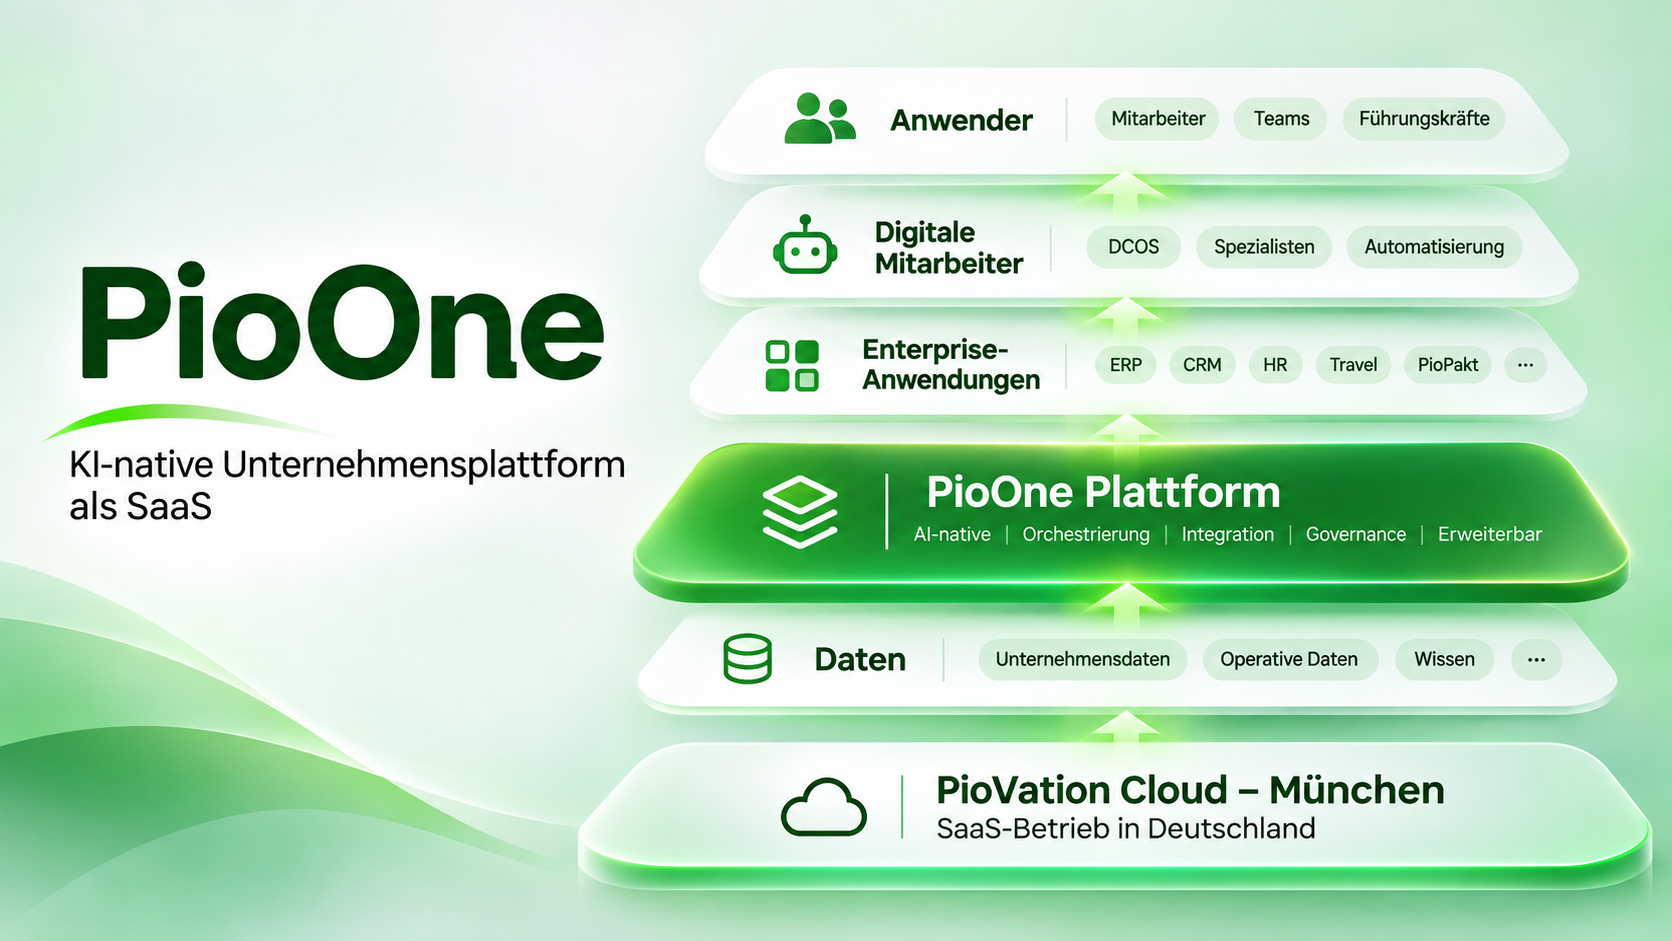 PioOne
KI-native Unternehmensplattform
als SaaS
Anwender
Mitarbeiter
Teams
Führungskräfte
Digitale
Mitarbeiter
DCOS
Spezialisten
Automatisierung
Enterprise-
Anwendungen
ERP
CRM
HR
Travel
PioPakt
...
PioOne Plattform
AI-native | Orchestrierung | Integration | Governance | Erweiterbar
Daten
Unternehmensdaten
Operative Daten
Wissen
...
PioVation Cloud – München
SaaS-Betrieb in Deutschland